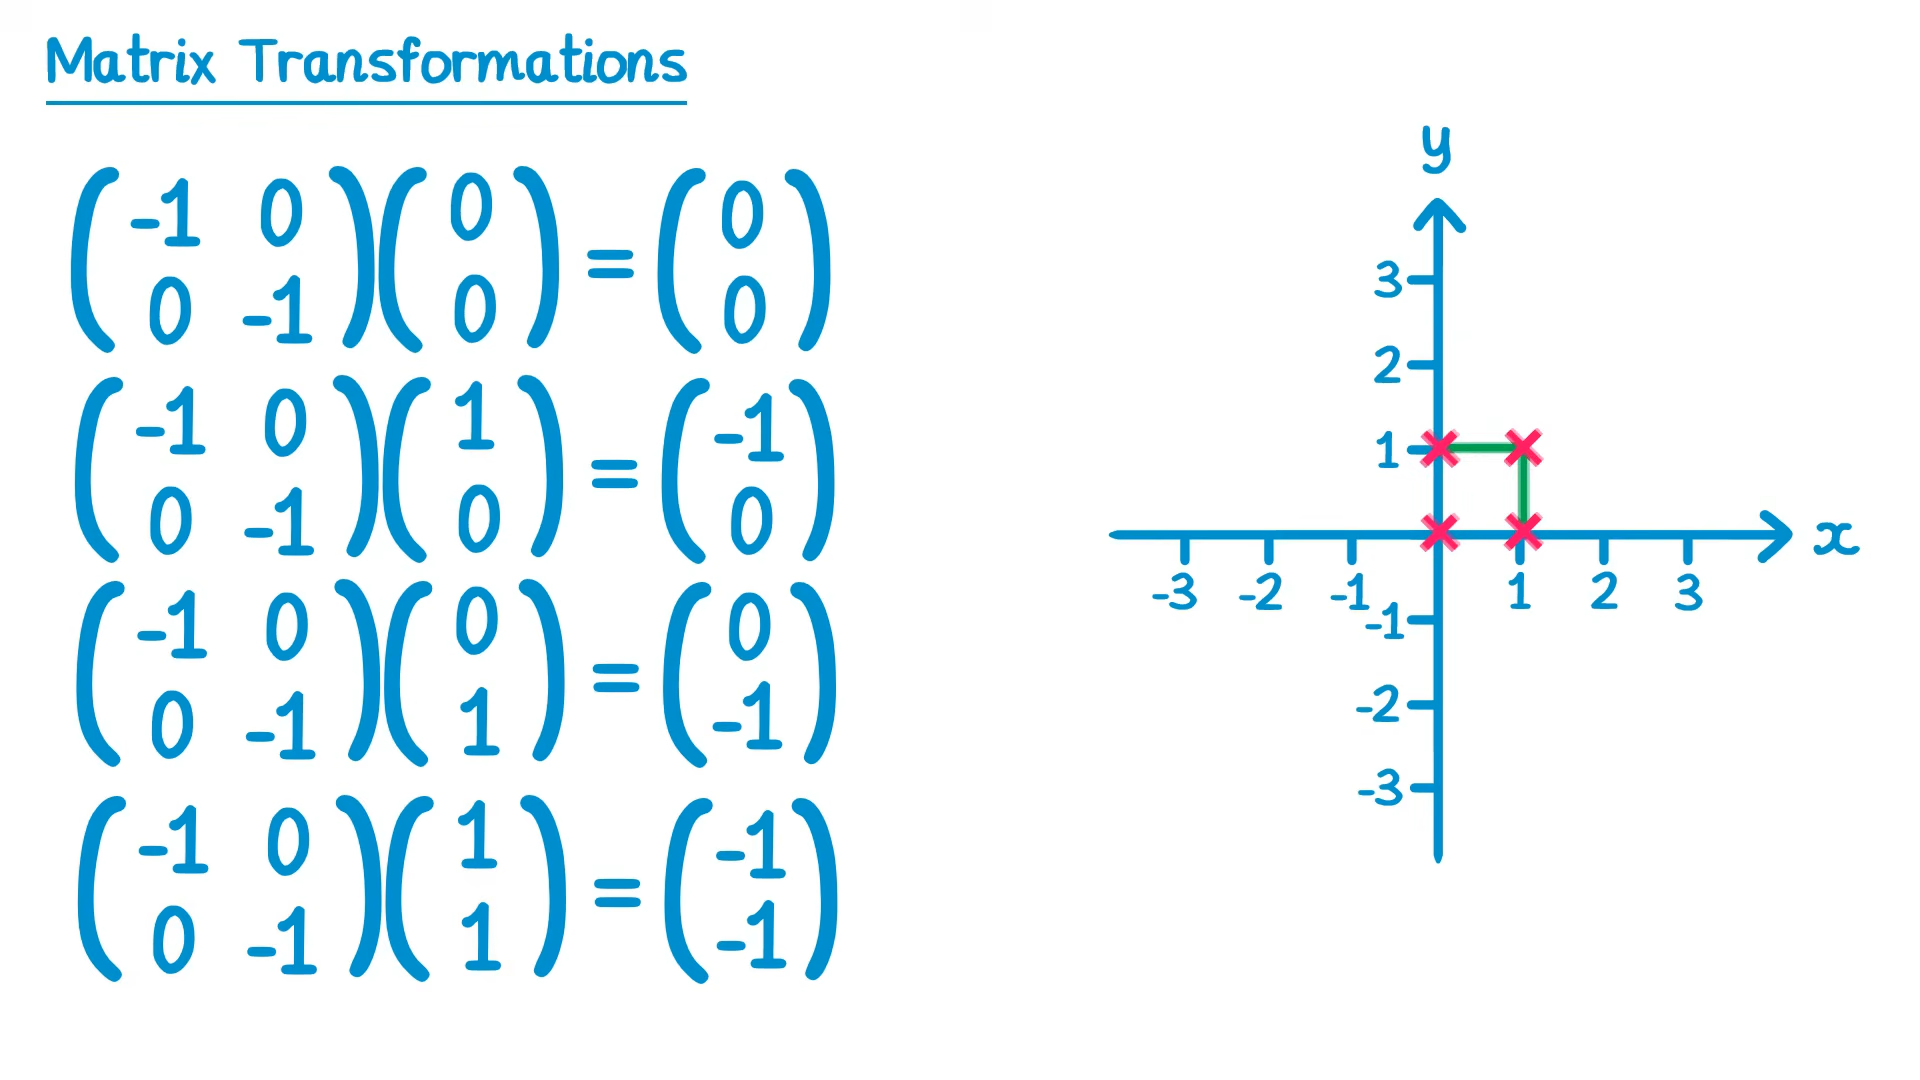 Matrix Transformations
(-1 0) (0) = (0)
(0 -1) (0) (0)
(-1 0) (1) = (-1)
(0 -1) (0) (0)
(-1 0) (0) = (0)
(0 -1) (1) (-1)
(-1 0) (1) = (-1)
(0 -1) (1) (-1)
y
3
2
1
x
-3 -2 -1 1 2 3
-1
-2
-3